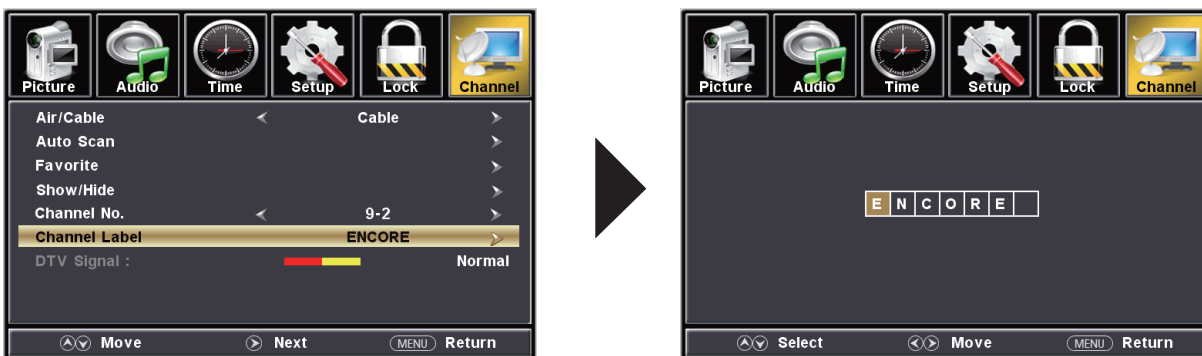 Picture Audio Time Setup Lock Channel
Air/Cable Cable
Auto Scan
Favorite
Show/Hide
Channel No. 9-2
Channel Label ENCORE
DTV Signal : Normal
Move Next MENU Return
Picture Audio Time Setup Lock Channel
E N C O R E
Select Move MENU Return